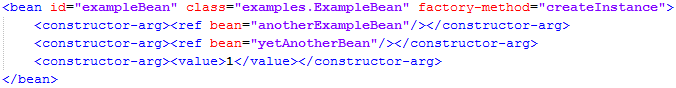 <bean id="exampleBean" class="examples.ExampleBean" factory-method="createInstance">
    <constructor-arg><ref bean="anotherExampleBean"/></constructor-arg>
    <constructor-arg><ref bean="yetAnotherBean"/></constructor-arg>
    <constructor-arg><value>1</value></constructor-arg>
</bean>